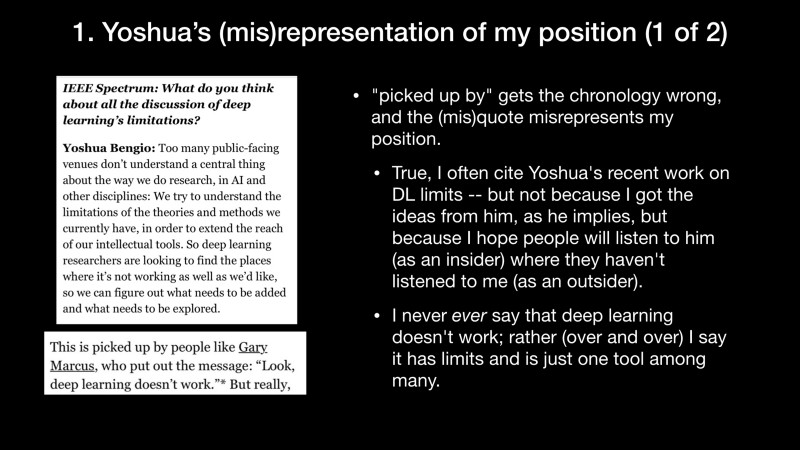 1. Yoshua’s (mis)representation of my position (1 of 2)
IEEE Spectrum: What do you think
about all the discussion of deep
learning’s limitations?
Yoshua Bengio: Too many public-facing
venues don’t understand a central thing
about the way we do research, in AI and
other disciplines: We try to understand the
limitations of the theories and methods we
currently have, in order to extend the reach
of our intellectual tools. So deep learning
researchers are looking to find the places
where it’s not working as well as we’d like,
so we can figure out what needs to be added
and what needs to be explored.
This is picked up by people like Gary
Marcus, who put out the message: “Look,
deep learning doesn’t work.”* But really,
• "picked up by" gets the chronology wrong,
and the (mis)quote misrepresents my
position.
• True, I often cite Yoshua's recent work on
DL limits -- but not because I got the
ideas from him, as he implies, but
because I hope people will listen to him
(as an insider) where they haven't
listened to me (as an outsider).
• I never ever say that deep learning
doesn't work; rather (over and over) I say
it has limits and is just one tool among
many.